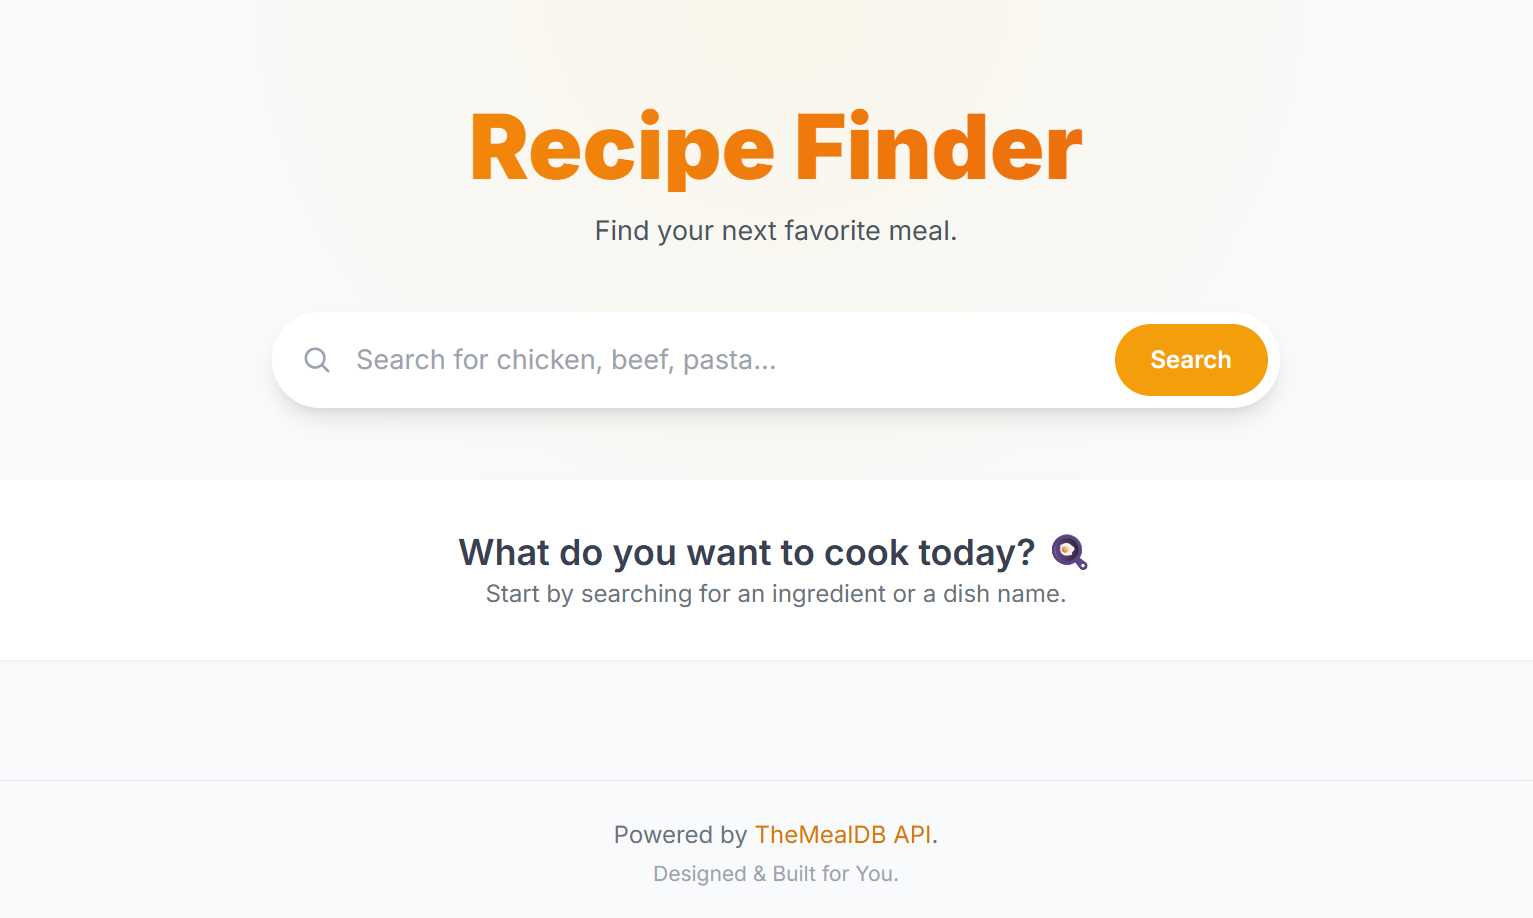 Recipe Finder
Find your next favorite meal.
Search for chicken, beef, pasta...
Search
What do you want to cook today? 🍳
Start by searching for an ingredient or a dish name.
Powered by TheMealDB API.
Designed & Built for You.